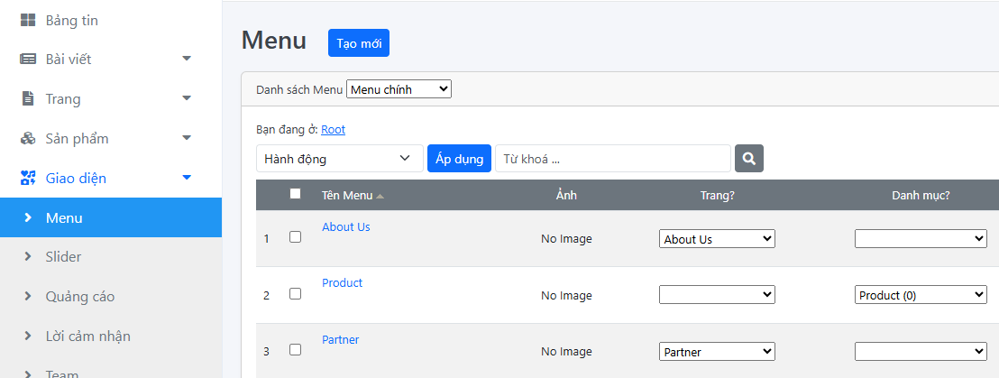 Bảng tin
Bài viết
Trang
Sản phẩm
Giao diện
Menu
Slider
Quảng cáo
Lời cảm nhận
Team
Menu Tạo mới
Danh sách Menu Menu chính
Bạn đang ở: Root
Hành động Áp dụng Từ khoá ...
Tên Menu Ảnh Trang? Danh mục?
1 About Us No Image About Us
2 Product No Image Product (0)
3 Partner No Image Partner